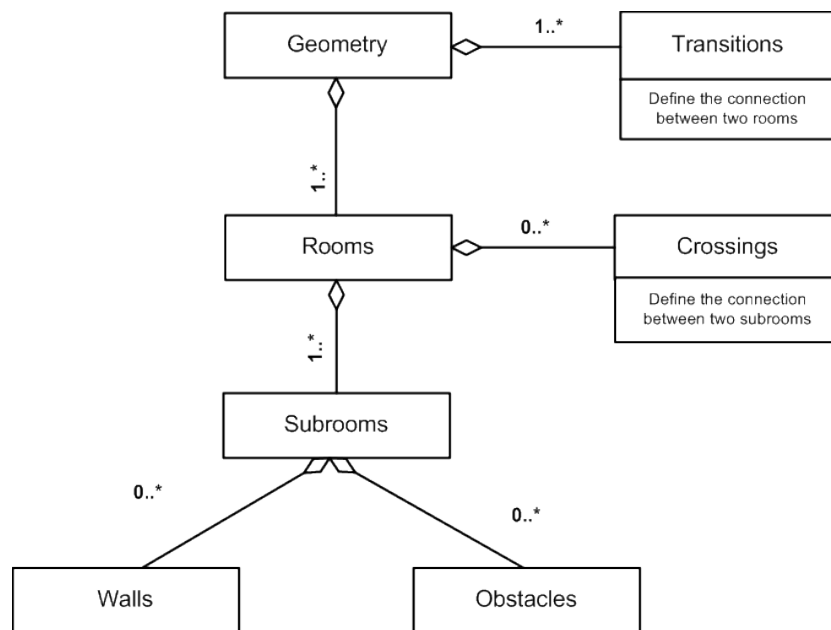 Geometry
1..*
Transitions
Define the connection
between two rooms
1..*
Rooms
0..*
Crossings
Define the connection
between two subrooms
1..*
Subrooms
0..*
0..*
Walls
Obstacles